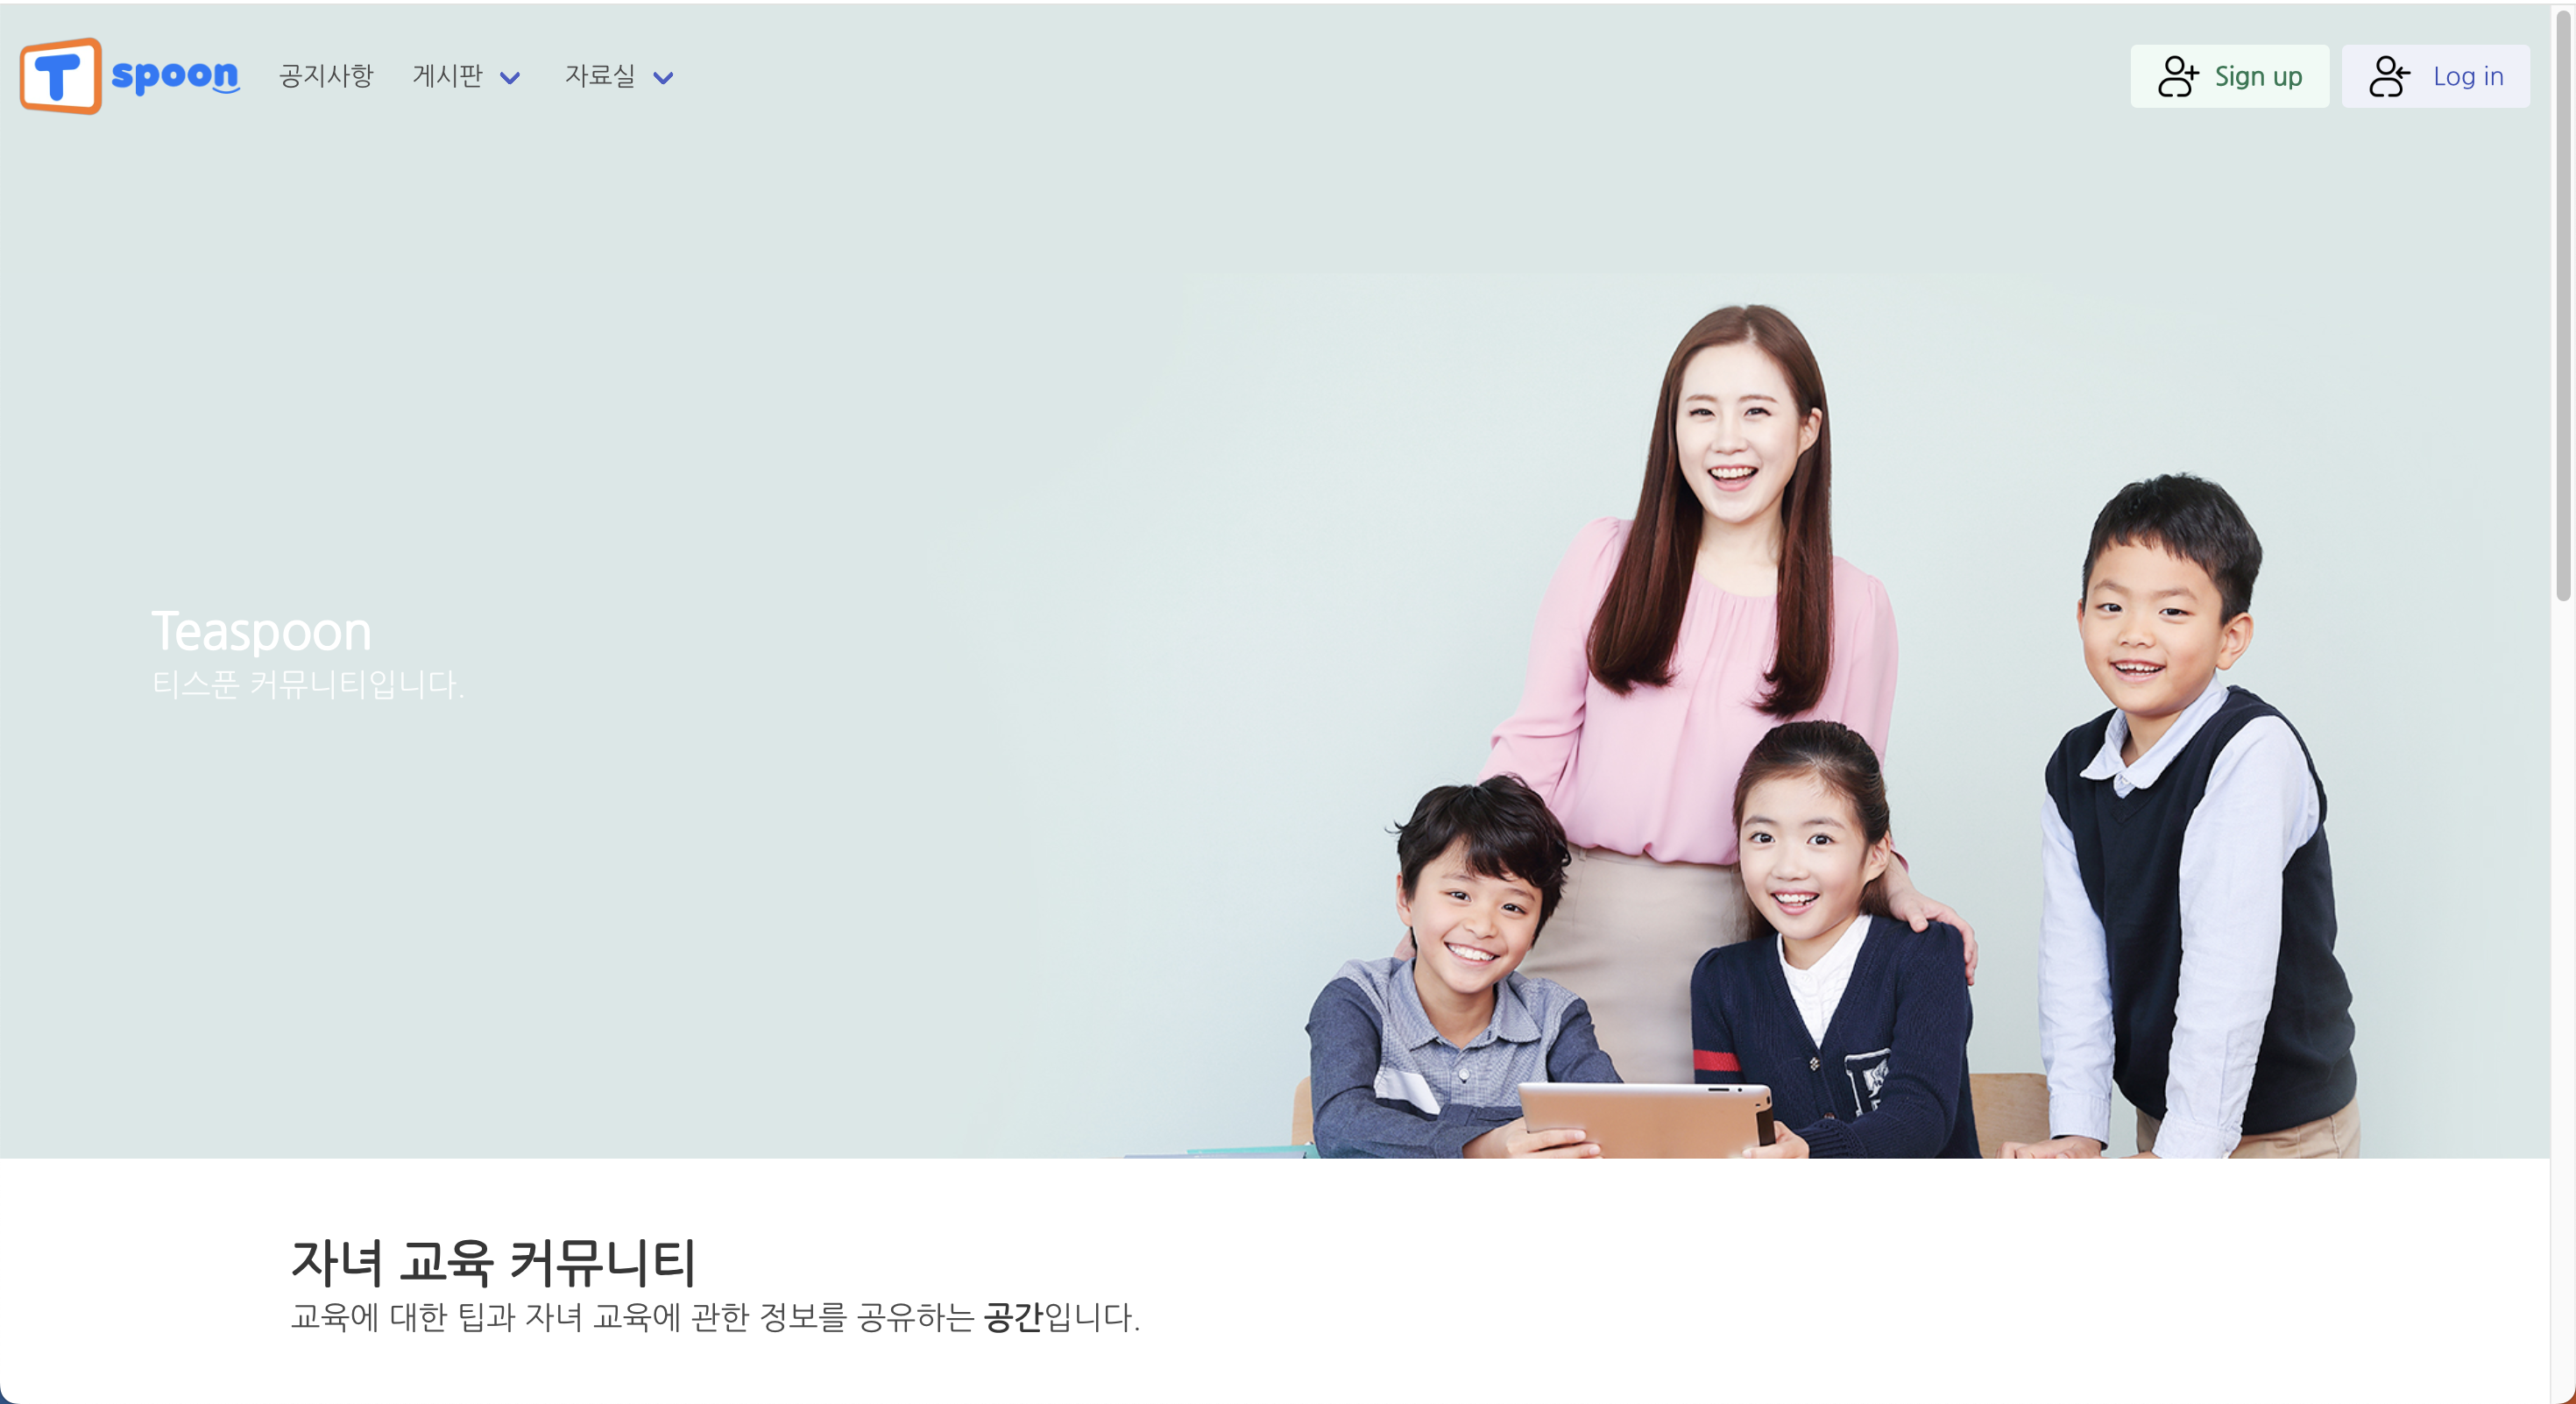 T spoon 공지사항 게시판 자료실 Sign up Log in
Teaspoon
티스푼 커뮤니티입니다.
자녀 교육 커뮤니티
교육에 대한 팁과 자녀 교육에 관한 정보를 공유하는 공간입니다.